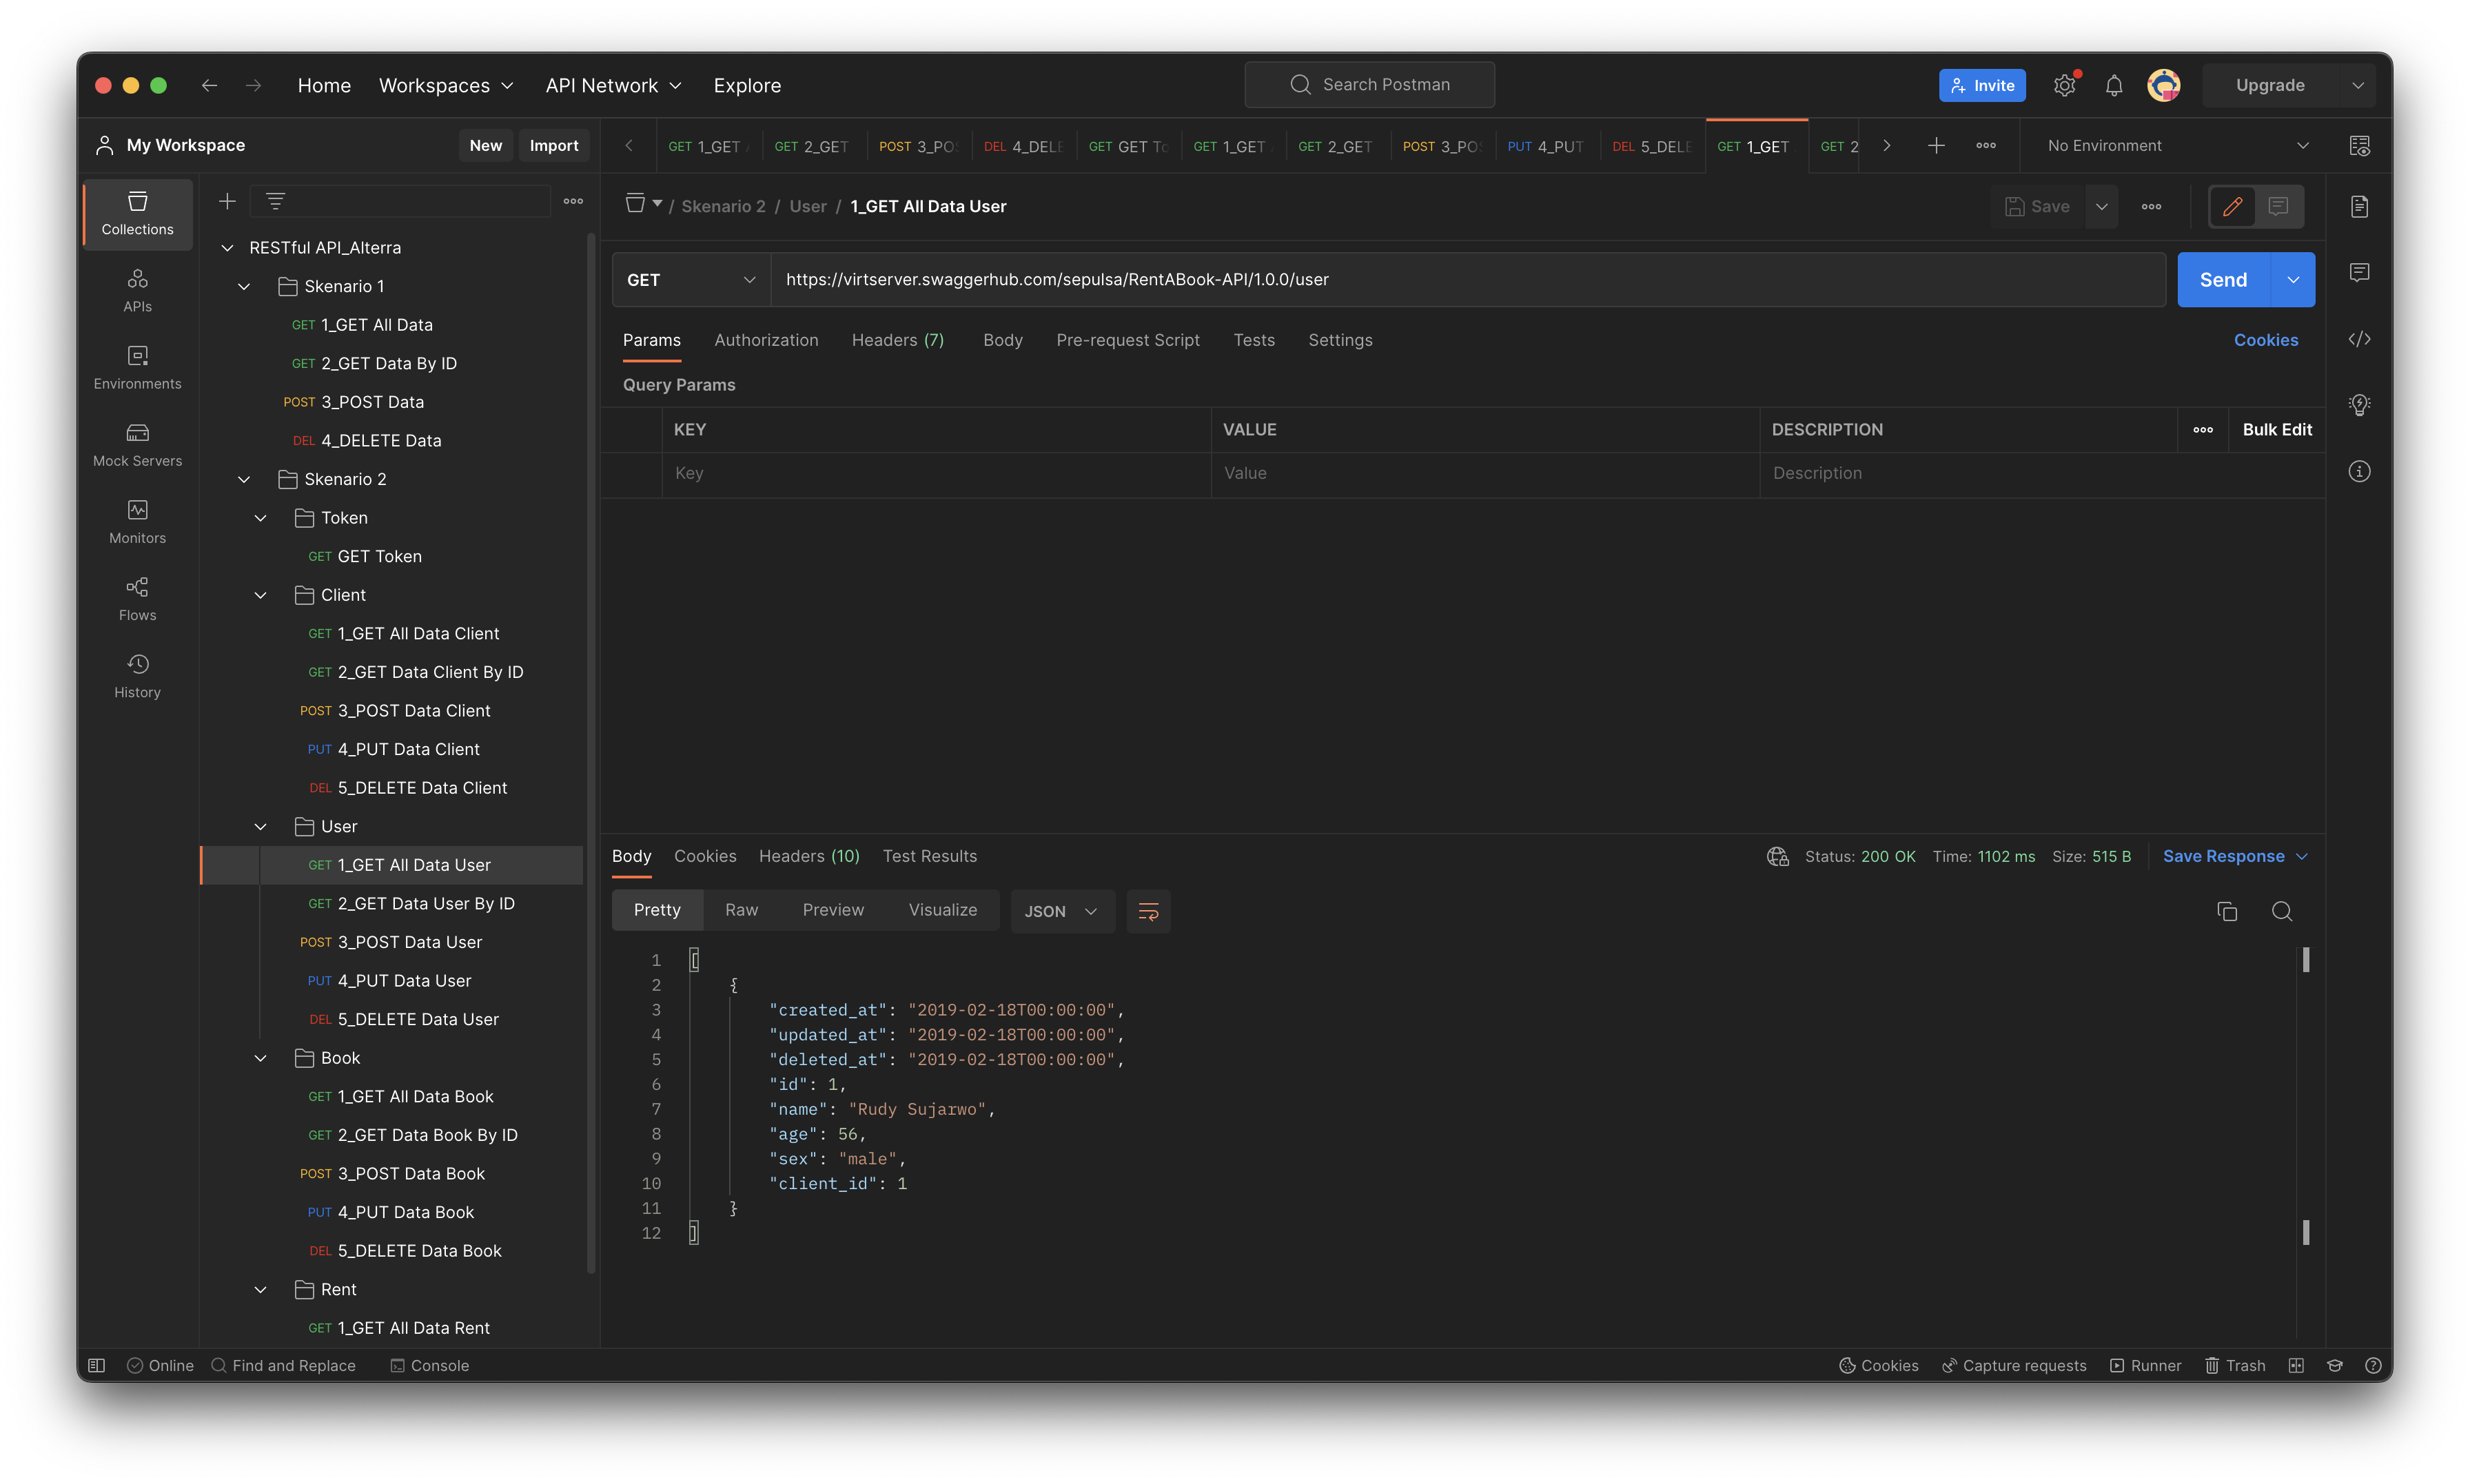 Home Workspaces API Network Explore
Search Postman
Invite
Upgrade
My Workspace New Import
GET 1_GET GET 2_GET POST 3_POS DEL 4_DELE GET GET To GET 1_GET GET 2_GET POST 3_POS PUT 4_PUT DEL 5_DELE GET 1_GET GET 2
No Environment
Collections
APIs
Environments
Mock Servers
Monitors
Flows
History
RESTful API_Alterra
Skenario 1
GET 1_GET All Data
GET 2_GET Data By ID
POST 3_POST Data
DEL 4_DELETE Data
Skenario 2
Token
GET GET Token
Client
GET 1_GET All Data Client
GET 2_GET Data Client By ID
POST 3_POST Data Client
PUT 4_PUT Data Client
DEL 5_DELETE Data Client
User
GET 1_GET All Data User
GET 2_GET Data User By ID
POST 3_POST Data User
PUT 4_PUT Data User
DEL 5_DELETE Data User
Book
GET 1_GET All Data Book
GET 2_GET Data Book By ID
POST 3_POST Data Book
PUT 4_PUT Data Book
DEL 5_DELETE Data Book
Rent
GET 1_GET All Data Rent
/ Skenario 2 / User / 1_GET All Data User
Save
GET https://virtserver.swaggerhub.com/sepulsa/RentABook-API/1.0.0/user
Send
Params Authorization Headers (7) Body Pre-request Script Tests Settings
Cookies
Query Params
KEY VALUE DESCRIPTION Bulk Edit
Key Value Description
Body Cookies Headers (10) Test Results
Status: 200 OK Time: 1102 ms Size: 515 B Save Response
Pretty Raw Preview Visualize JSON
1 [
2 {
3 "created_at": "2019-02-18T00:00:00",
4 "updated_at": "2019-02-18T00:00:00",
5 "deleted_at": "2019-02-18T00:00:00",
6 "id": 1,
7 "name": "Rudy Sujarwo",
8 "age": 56,
9 "sex": "male",
10 "client_id": 1
11 }
12 ]
Online Find and Replace Console
Cookies Capture requests Runner Trash